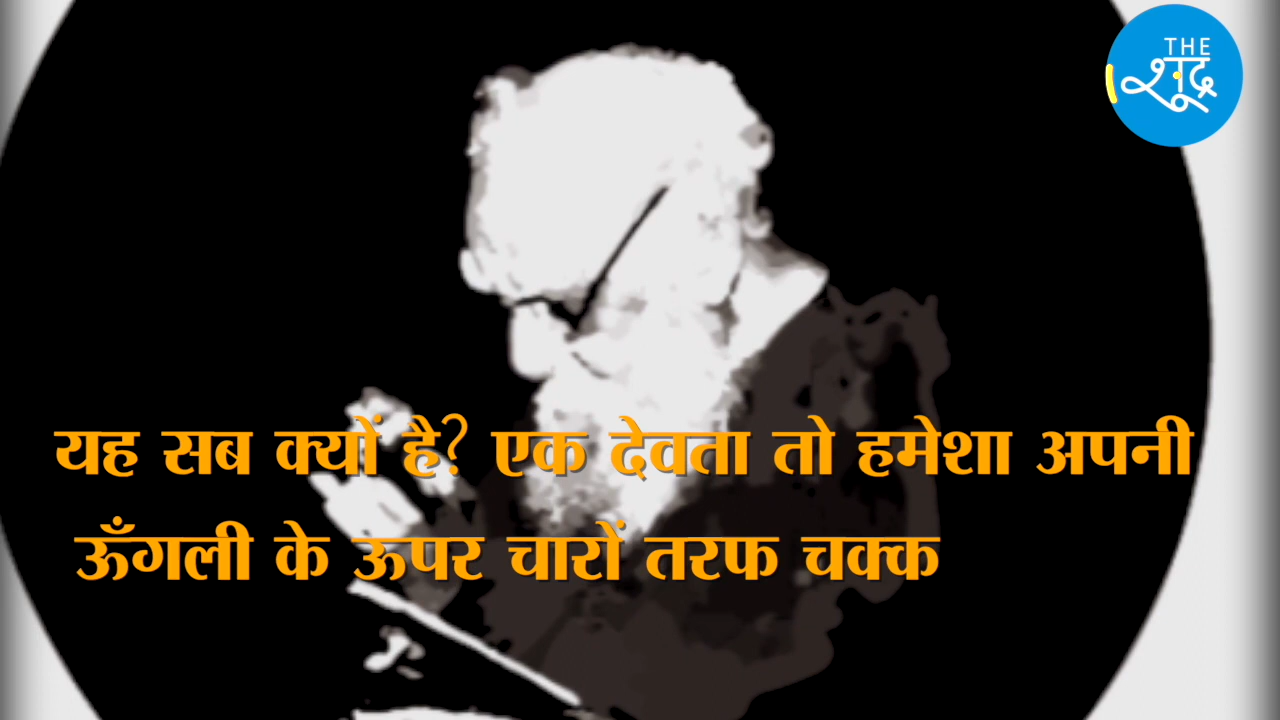 THE
शूद्र
यह सब क्यों है? एक देवता तो हमेशा अपनी
ऊँगली के ऊपर चारों तरफ चक्क